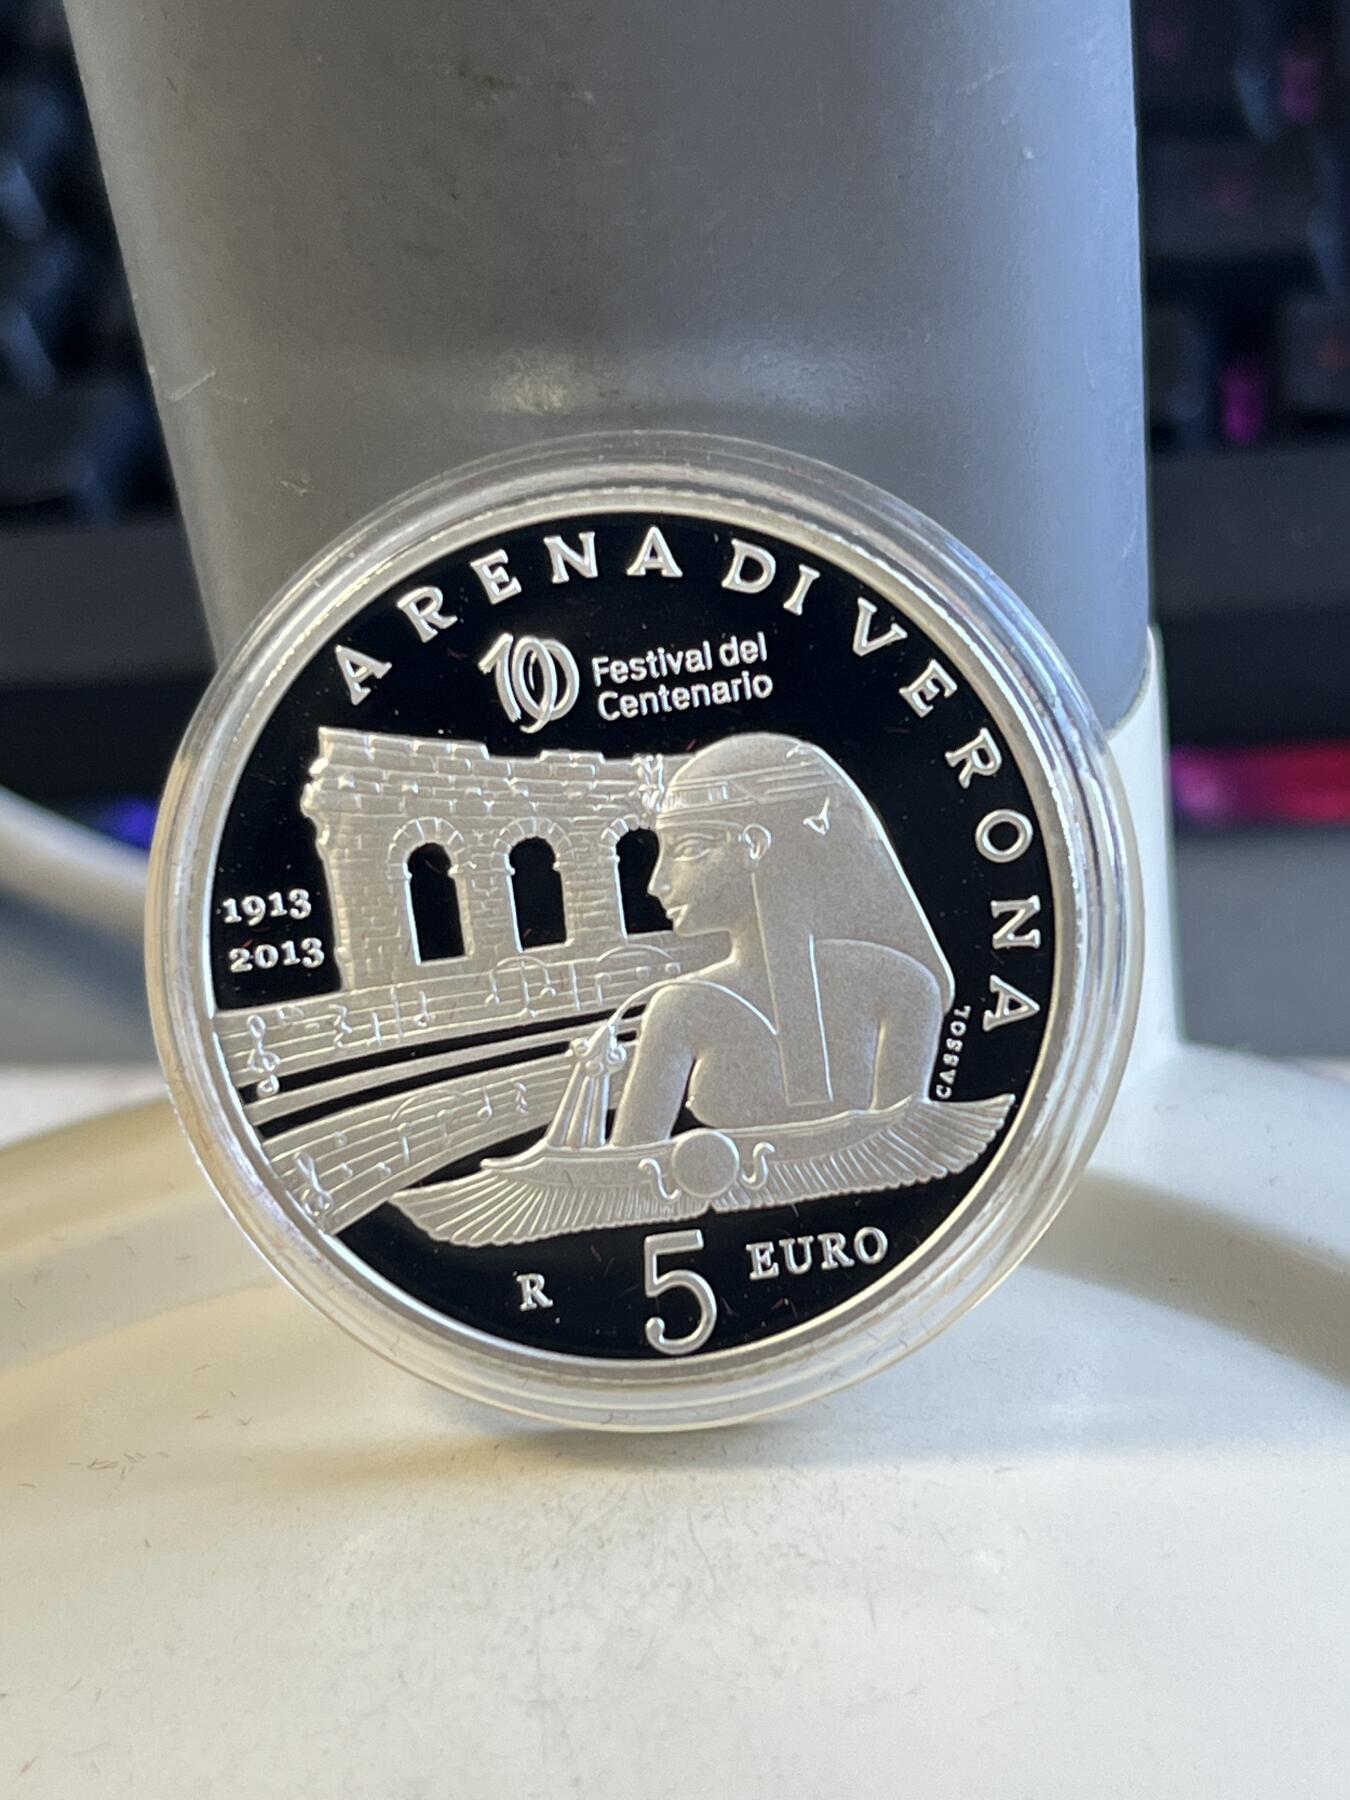 ARENA DI VERONA
100 Festival del
Centenario
1913
2013
CASSOL
R 5 EURO